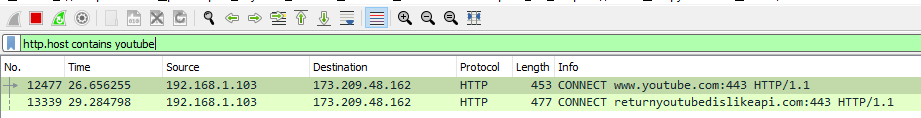 http.host contains youtube
No. Time Source Destination Protocol Length Info
12477 26.656255 192.168.1.103 173.209.48.162 HTTP 453 CONNECT www.youtube.com:443 HTTP/1.1
13339 29.284798 192.168.1.103 173.209.48.162 HTTP 477 CONNECT returnyoutubedislikeapi.com:443 HTTP/1.1